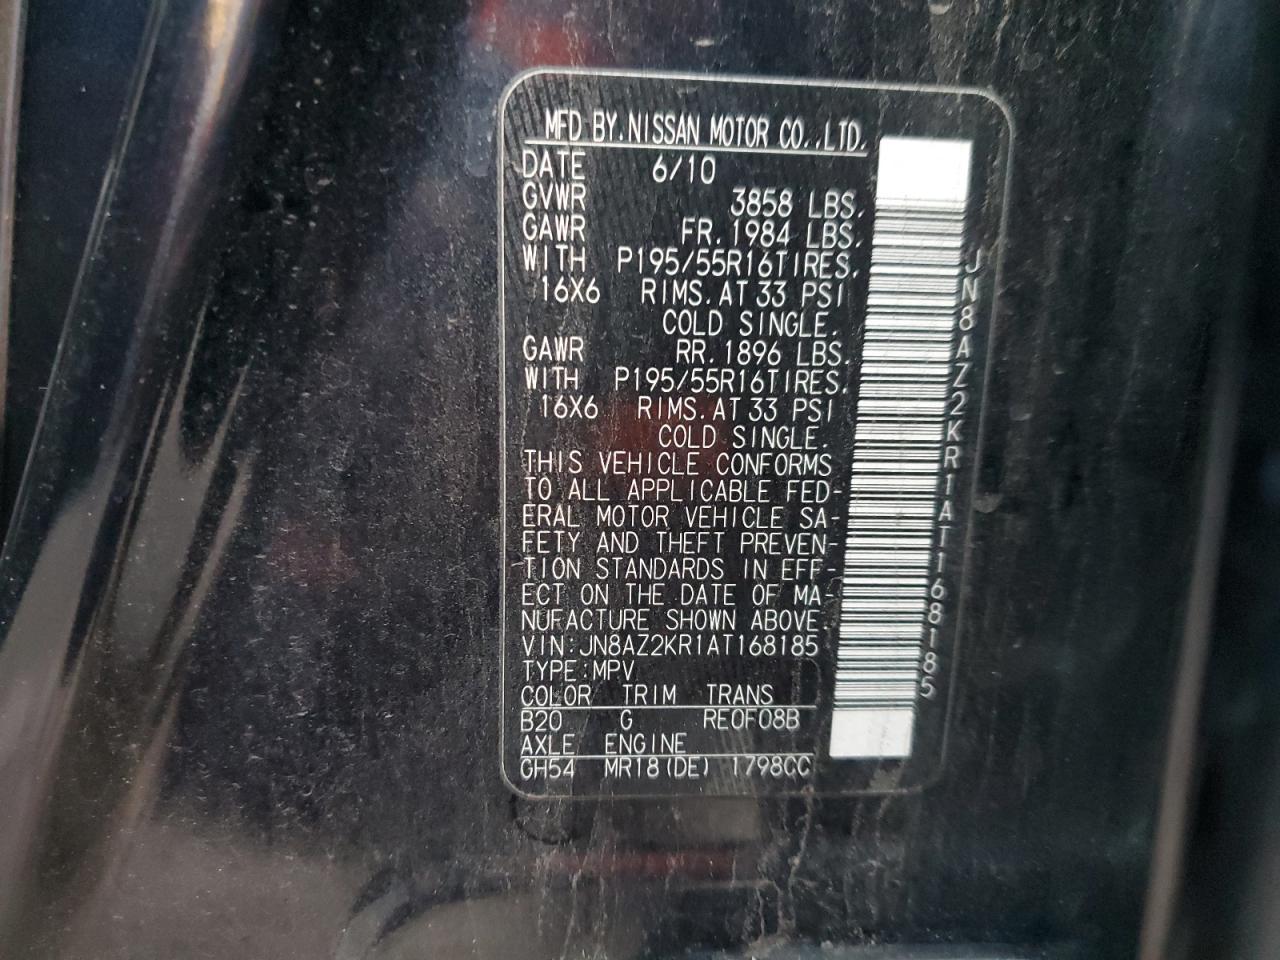 MFD BY.NISSAN MOTOR CO.,LTD.
DATE 6/10
GVWR 3858 LBS.
GAWR FR.1984 LBS.
WITH P195/55R16TIRES.
16X6 RIMS.AT 33 PSI
COLD SINGLE.
GAWR RR.1896 LBS.
WITH P195/55R16TIRES.
16X6 RIMS.AT 33 PSI
COLD SINGLE.
THIS VEHICLE CONFORMS
TO ALL APPLICABLE FED-
ERAL MOTOR VEHICLE SA-
FETY AND THEFT PREVEN-
TION STANDARDS IN EFF-
ECT ON THE DATE OF MA-
NUFACTURE SHOWN ABOVE.
VIN:JN8AZ2KR1AT168185
TYPE:MPV
COLOR TRIM TRANS
B20 G RE0F08B
AXLE ENGINE
GH54 MR18(DE) 1798CC
JN8AZ2KR1AT168185